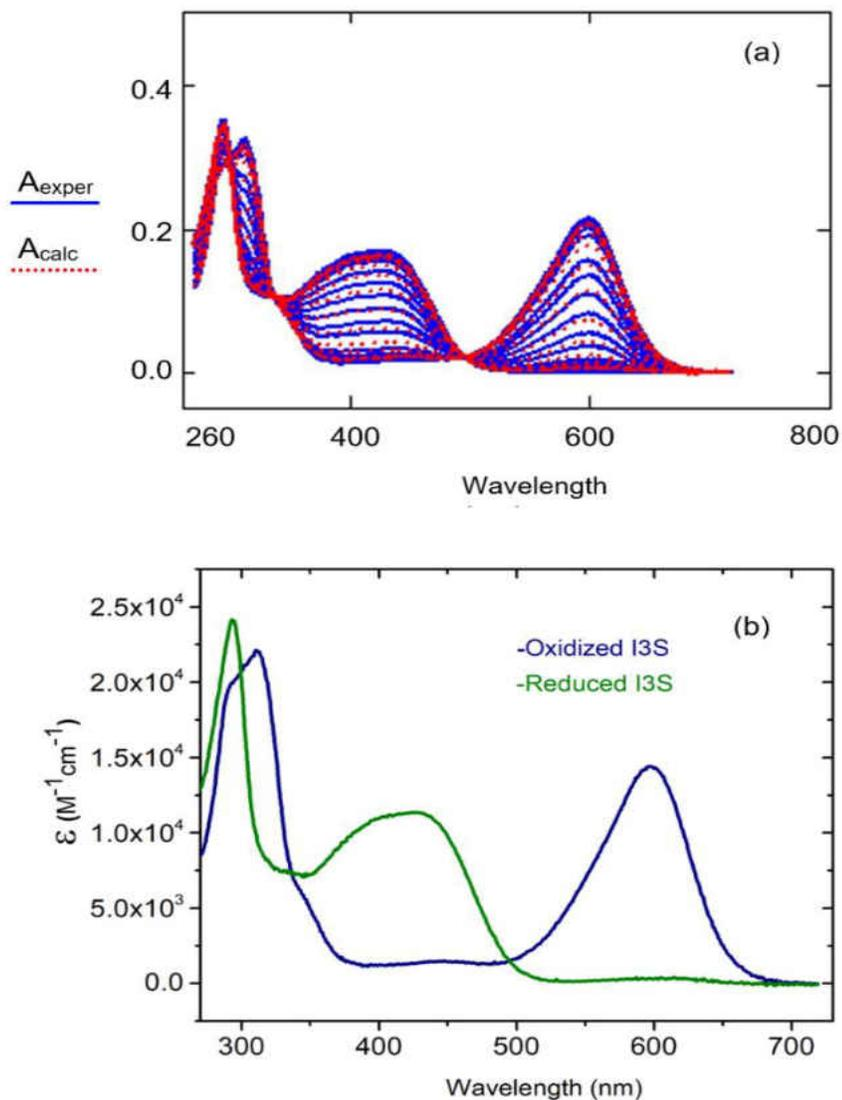 (a)
0.4
A_exper
0.2
A_calc
0.0
260 400 600 800
Wavelength
(b)
2.5x10^4
-Oxidized I3S
2.0x10^4
-Reduced I3S
1.5x10^4
1.0x10^4
5.0x10^3
0.0
ε (M^-1cm^-1)
300 400 500 600 700
Wavelength (nm)